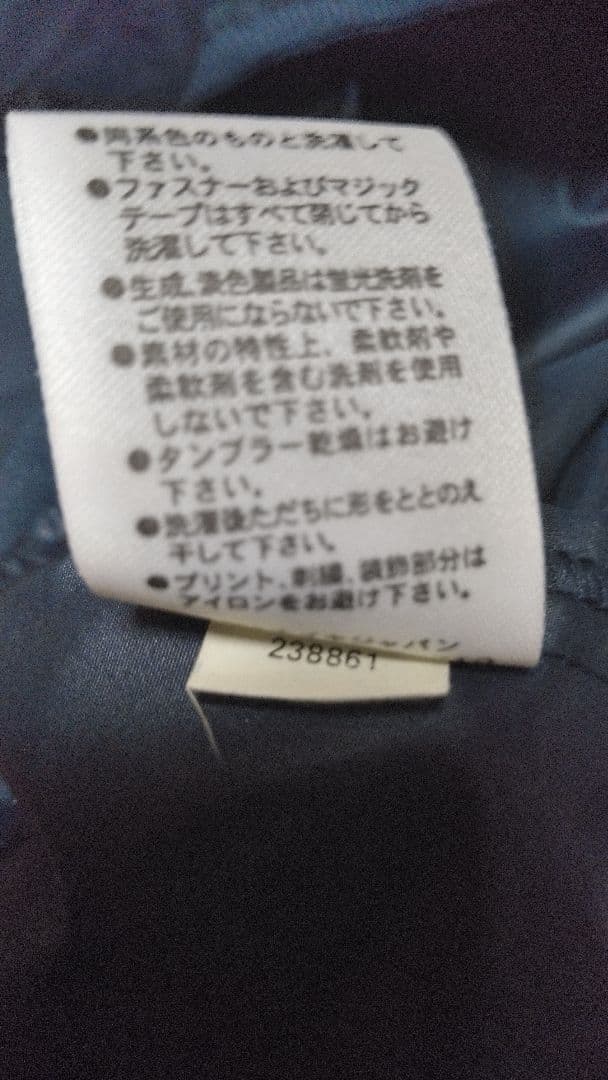 ●同系色のものと洗濯して
下さい。
●ファスナーおよびマジック
テープはすべて閉じてから
洗濯して下さい。
●生成、淡色製品は蛍光洗剤を
ご使用にならないで下さい。
●素材の特性上、柔軟剤や
柔軟剤を含む洗剤を使用
しないで下さい。
●タンブラー乾燥はお避け
下さい。
●洗濯後ただちに形をととのえ
干して下さい。
●プリント、刺繍、装飾部分は
アイロンをお避け下さい。
ジャパン
238861